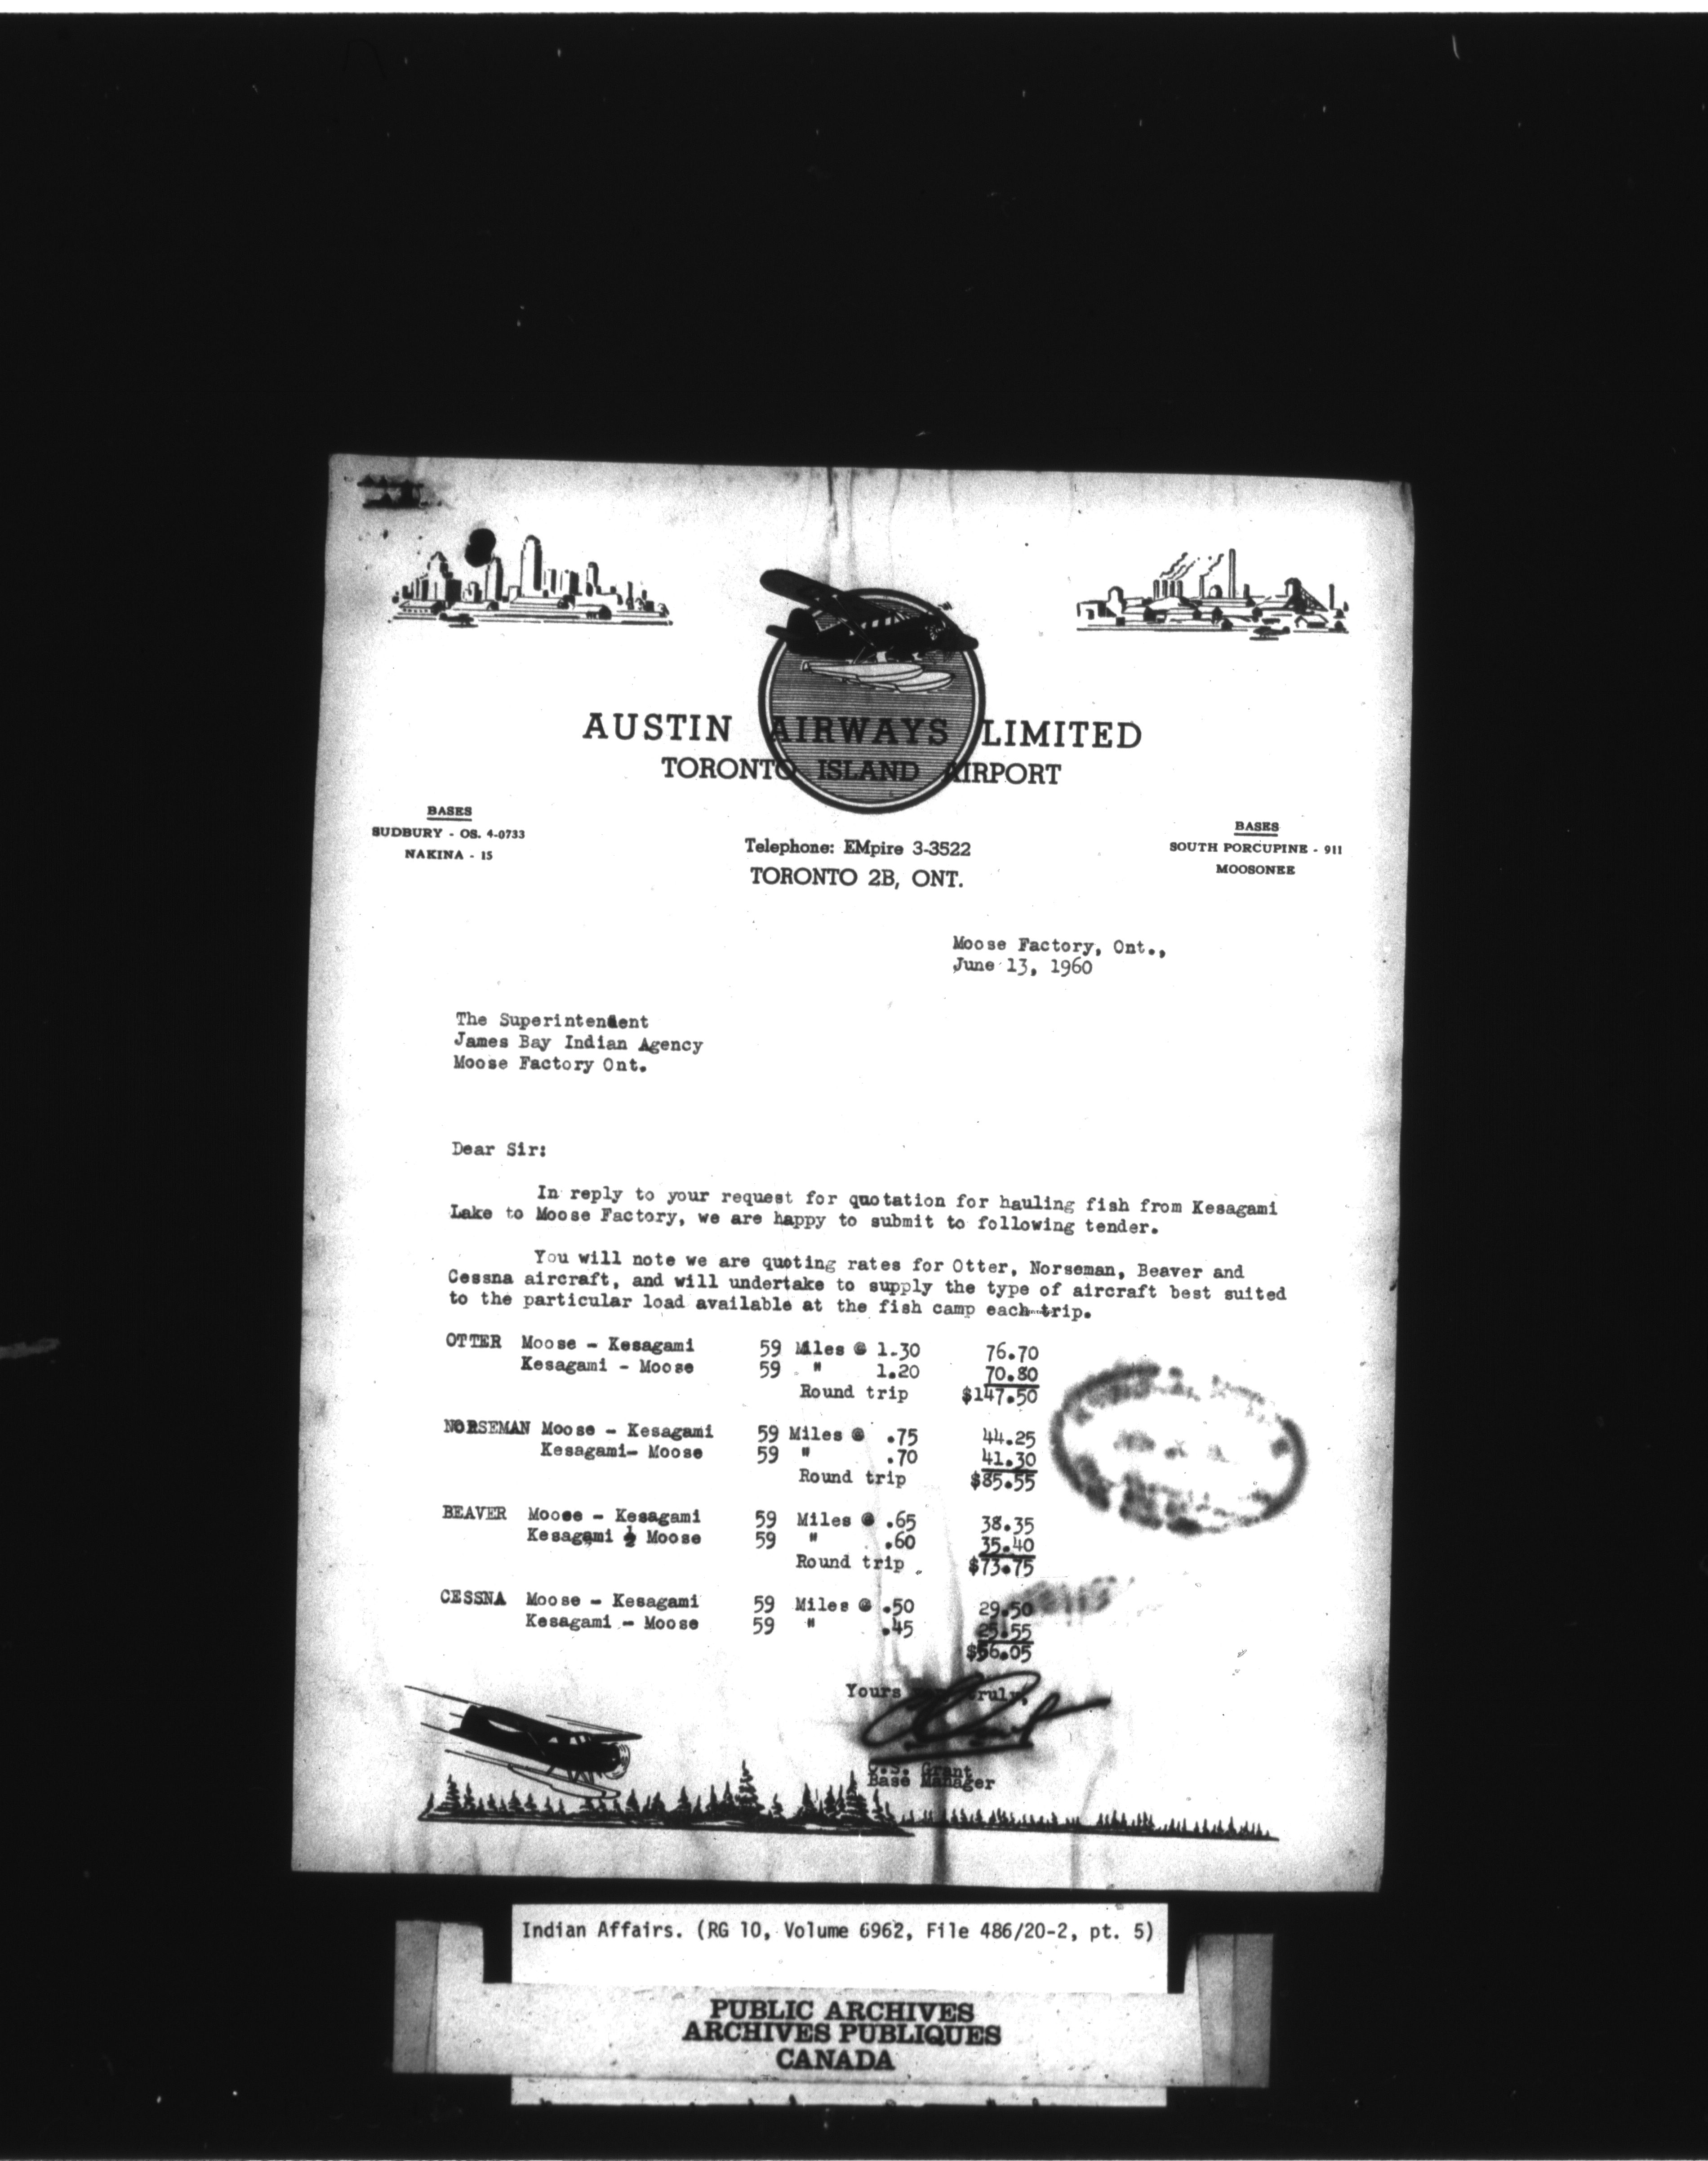 AUSTIN AIRWAYS LIMITED
TORONTO ISLAND AIRPORT
BASES
SUDBURY - OS. 4-0733
NAKINA - 15
Telephone: EMpire 3-3522
TORONTO 2B, ONT.
BASES
SOUTH PORCUPINE - 911
MOOSONEE
Moose Factory, Ont.,
June 13, 1960
The Superintendent
James Bay Indian Agency
Moose Factory Ont.
Dear Sir:
In reply to your request for quotation for hauling fish from Kesagami
Lake to Moose Factory, we are happy to submit to following tender.
You will note we are quoting rates for Otter, Norseman, Beaver and
Cessna aircraft, and will undertake to supply the type of aircraft best suited
to the particular load available at the fish camp each trip.
OTTER Moose - Kesagami 59 Miles @ 1.30 76.70
Kesagami - Moose 59 " 1.20 70.80
Round trip $147.50
NORSEMAN Moose - Kesagami 59 Miles @ .75 44.25
Kesagami- Moose 59 " .70 41.30
Round trip $85.55
BEAVER Moose - Kesagami 59 Miles @ .65 38.35
Kesagami - Moose 59 " .60 35.40
Round trip $73.75
CESSNA Moose - Kesagami 59 Miles @ .50 29.50
Kesagami - Moose 59 " .45 25.55
$56.05
Yours truly,
Grant
Base Manager
Indian Affairs. (RG 10, Volume 6962, File 486/20-2, pt. 5)
PUBLIC ARCHIVES
ARCHIVES PUBLIQUES
CANADA